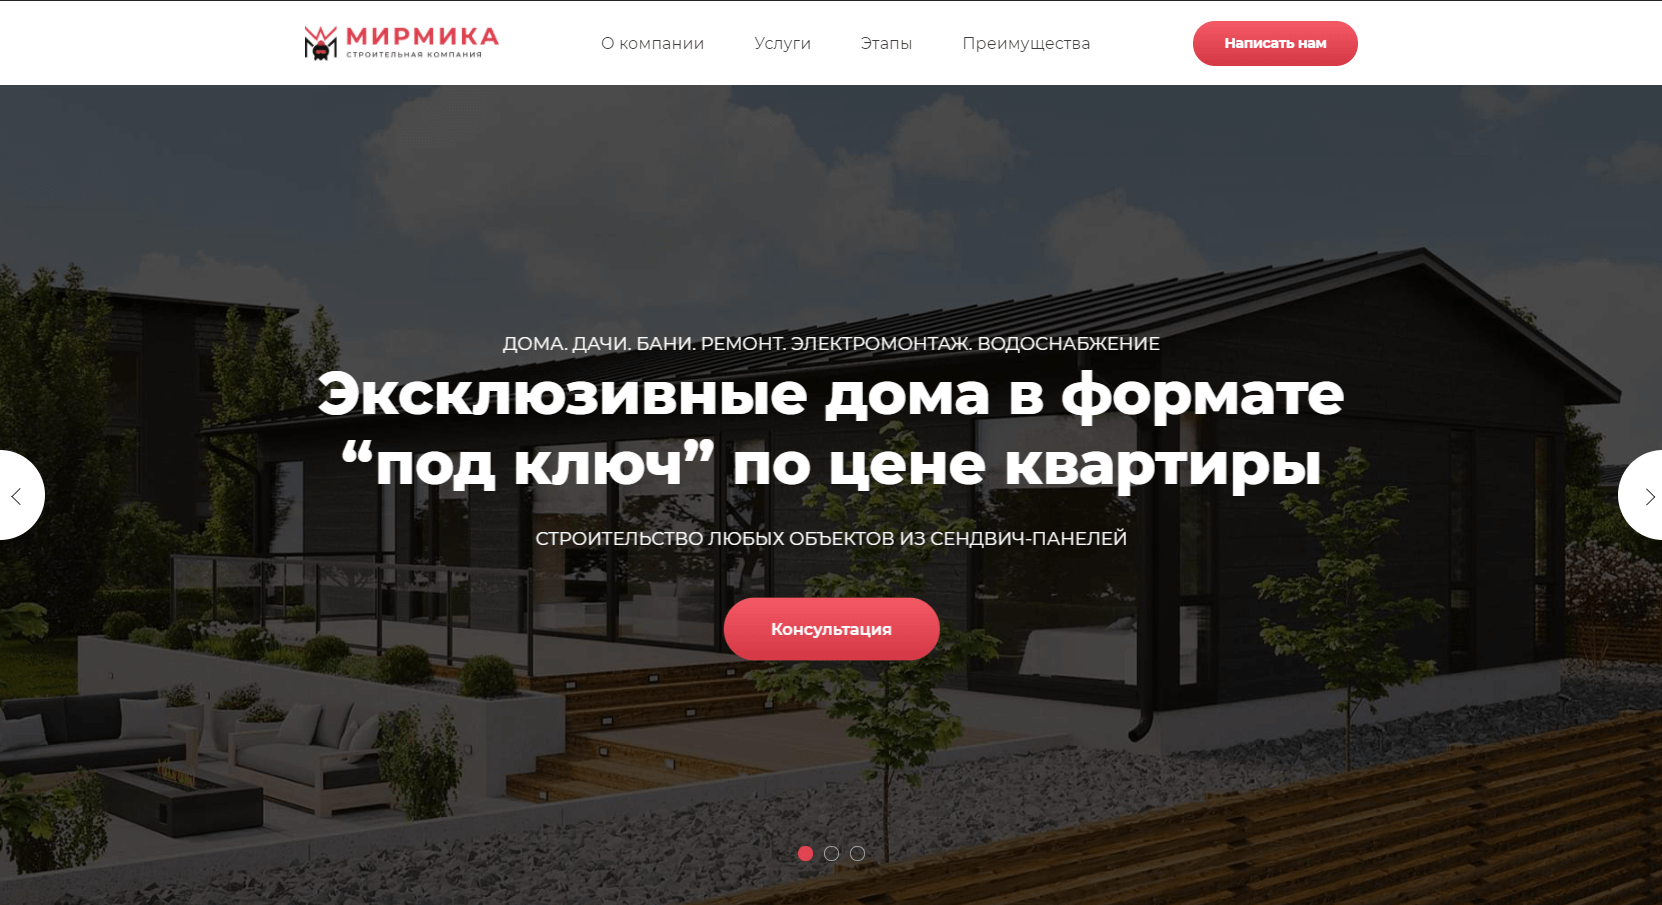 МИРМИКА
СТРОИТЕЛЬНАЯ КОМПАНИЯ
О компании
Услуги
Этапы
Преимущества
Написать нам
ДОМА. ДАЧИ. БАНИ. РЕМОНТ. ЭЛЕКТРОМОНТАЖ. ВОДОСНАБЖЕНИЕ
Эксклюзивные дома в формате
“под ключ” по цене квартиры
СТРОИТЕЛЬСТВО ЛЮБЫХ ОБЪЕКТОВ ИЗ СЕНДВИЧ-ПАНЕЛЕЙ
Консультация